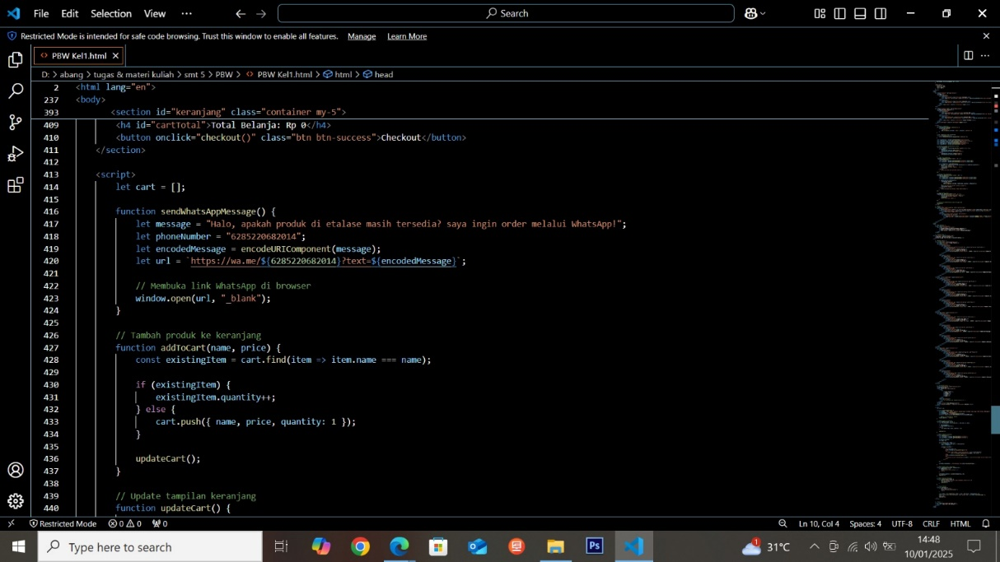 File Edit Selection View ··· Search
Restricted Mode is intended for safe code browsing. Trust this window to enable all features. Manage Learn More
PBW Kel1.html
D: > abang > tugas & materi kuliah > smt 5 > PBW > PBW Kel1.html > html > head
2 <html lang="en">
237 <body>
393 <section id="keranjang" class="container my-5">
409 <h4 id="cartTotal">Total Belanja: Rp 0</h4>
410 <button onclick="checkout()" class="btn btn-success">Checkout</button>
411 </section>
412
413 <script>
414 let cart = [];
415
416 function sendWhatsAppMessage() {
417 let message = "Halo, apakah produk di etalase masih tersedia? saya ingin order melalui WhatsApp!";
418 let phoneNumber = "6285220682014";
419 let encodedMessage = encodeURIComponent(message);
420 let url = `https://wa.me/${6285220682014}?text=${encodedMessage}`;
421
422 // Membuka link WhatsApp di browser
423 window.open(url, "_blank");
424 }
425
426 // Tambah produk ke keranjang
427 function addToCart(name, price) {
428 const existingItem = cart.find(item => item.name === name);
429
430 if (existingItem) {
431 existingItem.quantity++;
432 } else {
433 cart.push({ name, price, quantity: 1 });
434 }
435
436 updateCart();
437 }
438
439 // Update tampilan keranjang
440 function updateCart() {
Restricted Mode 0 0 0 Ln 10, Col 4 Spaces: 4 UTF-8 CRLF HTML
Type here to search Ps 1 31°C 14:48
10/01/2025